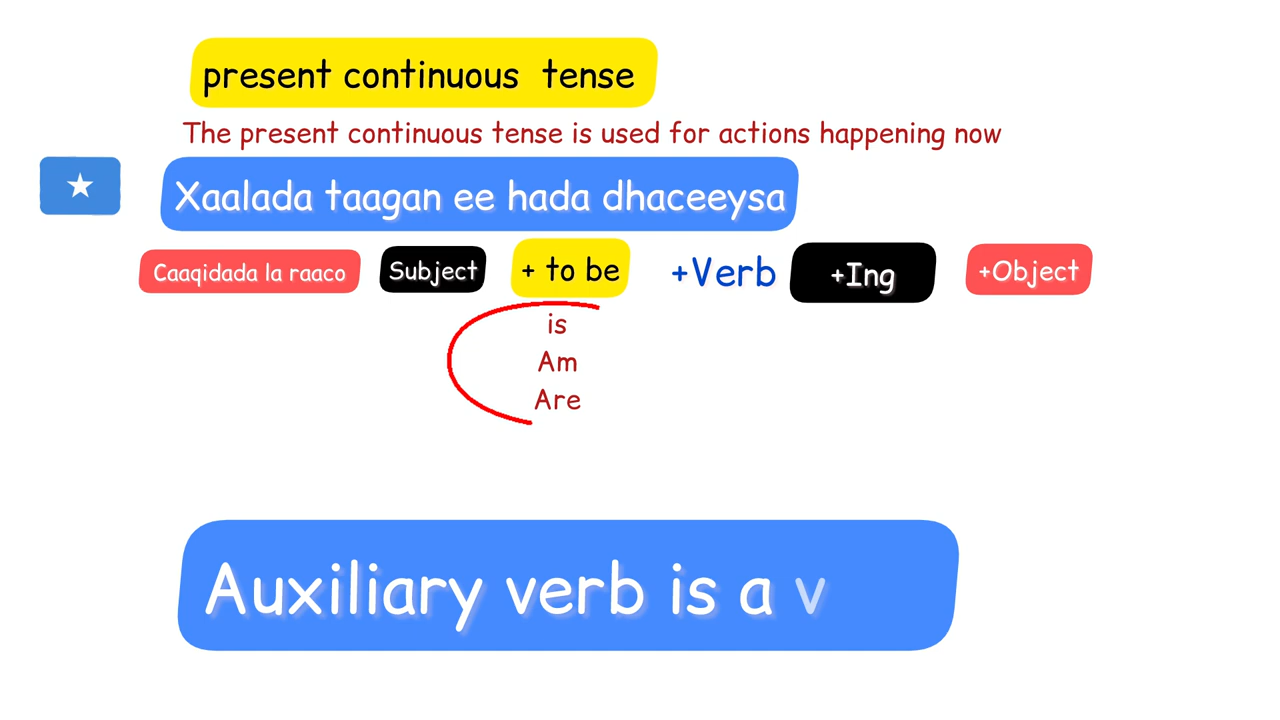 present continuous tense
The present continuous tense is used for actions happening now
Xaalada taagan ee hada dhaceeysa
Caaqidada la raaco Subject + to be +Verb +Ing +Object
is
Am
Are
Auxiliary verb is a v